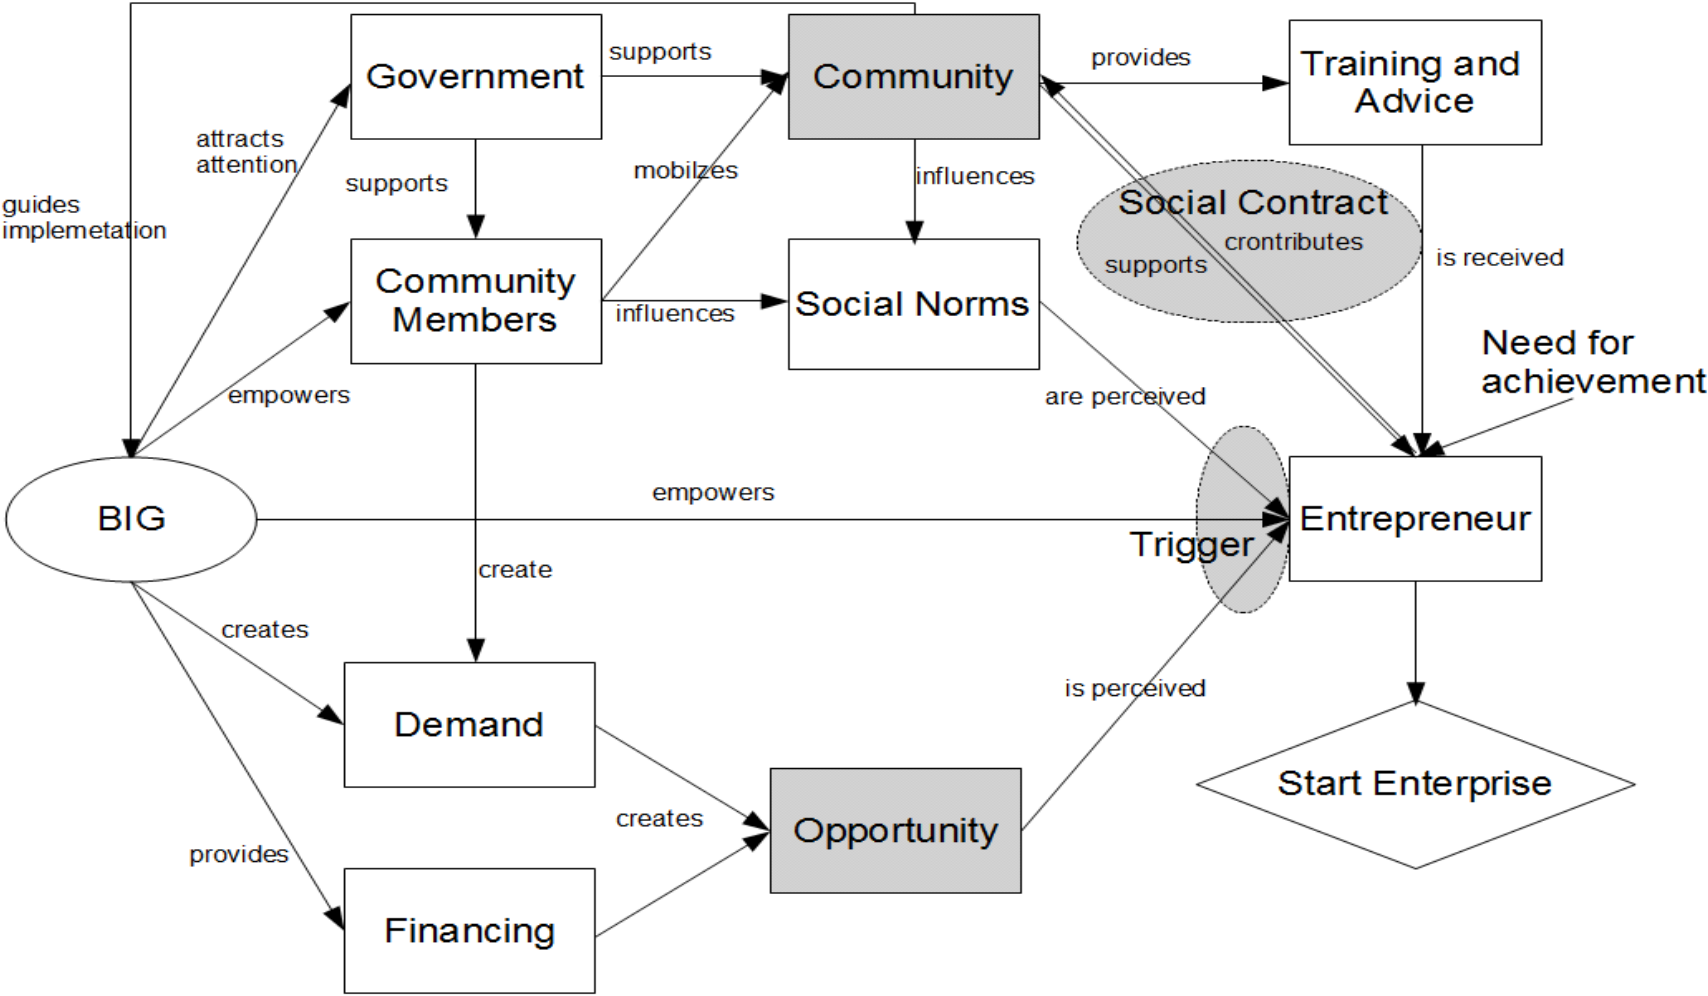 supports
Government
Community
provides
Training and
Advice
attracts
attention
supports
mobilzes
influences
guides
implemetation
Social Contract
crontributes
supports
is received
Community
Members
influences
Social Norms
Need for
achievement
empowers
are perceived
BIG
empowers
Trigger
Entrepreneur
create
creates
is perceived
Demand
Start Enterprise
creates
Opportunity
provides
Financing